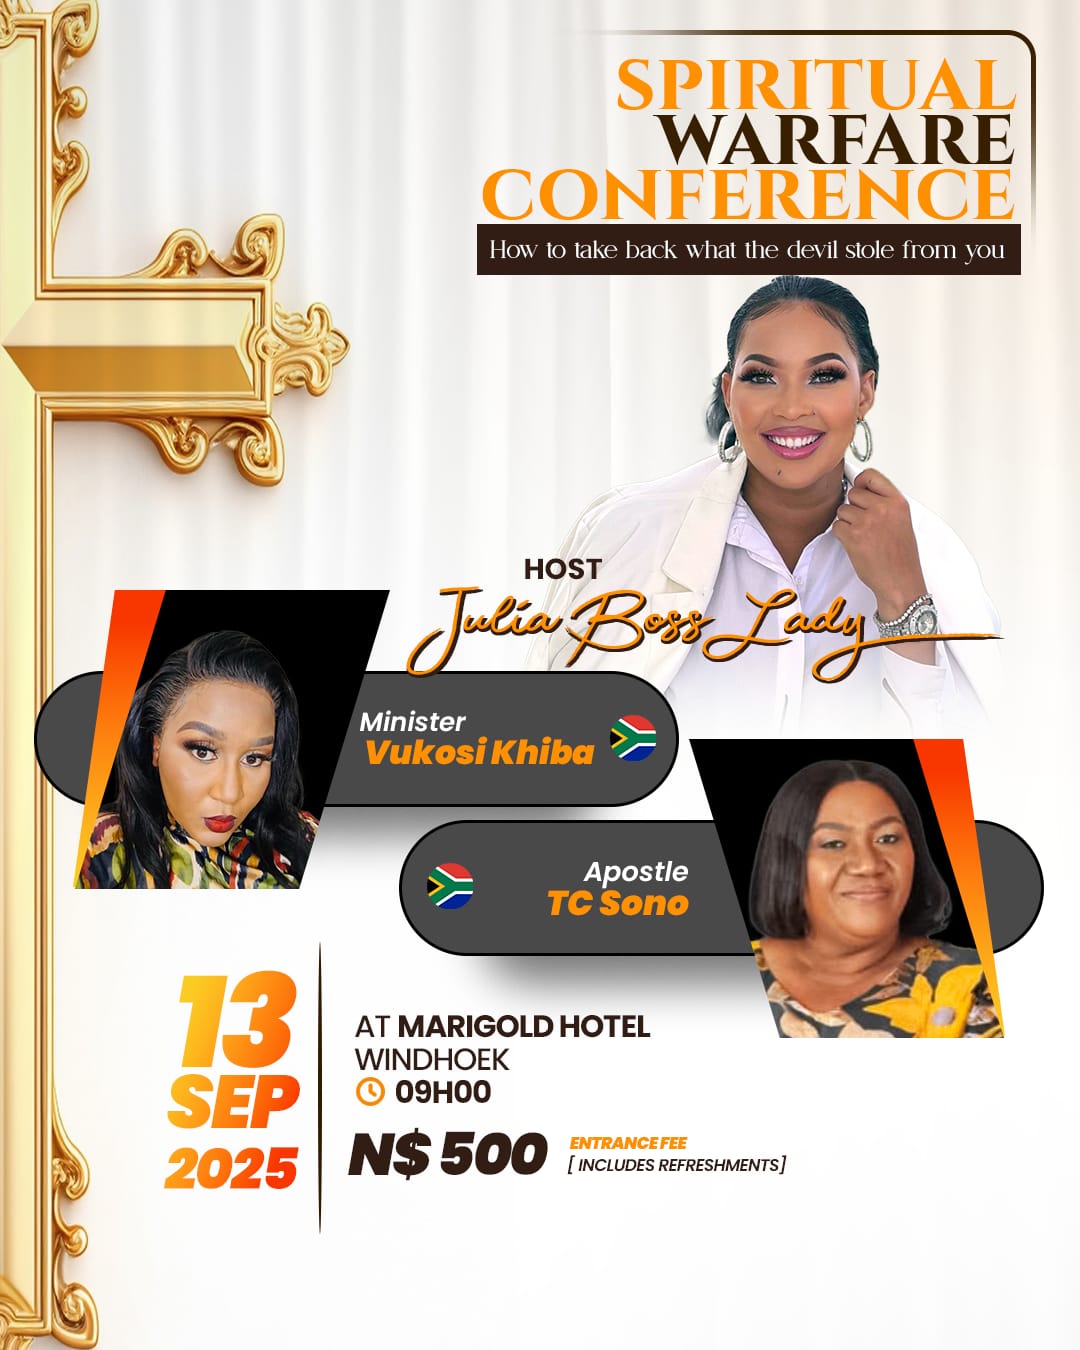 SPIRITUAL
WARFARE
CONFERENCE
How to take back what the devil stole from you
HOST
Julia Boss Lady
Minister
Vukosi Khiba
Apostle
TC Sono
13
SEP
2025
AT MARIGOLD HOTEL
WINDHOEK
09H00
N$ 500
ENTRANCE FEE
[ INCLUDES REFRESHMENTS]